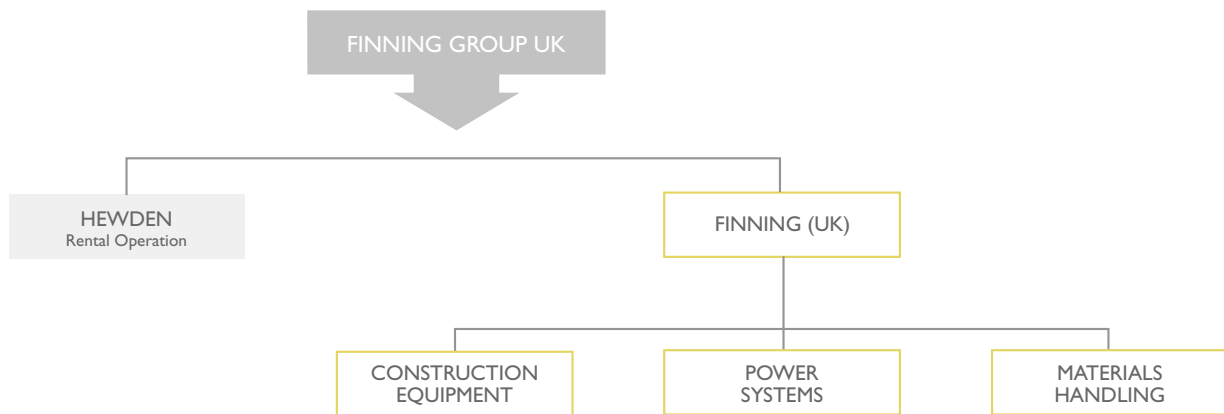 FINNING GROUP UK
HEWDEN
Rental Operation
FINNING (UK)
CONSTRUCTION
EQUIPMENT
POWER
SYSTEMS
MATERIALS
HANDLING